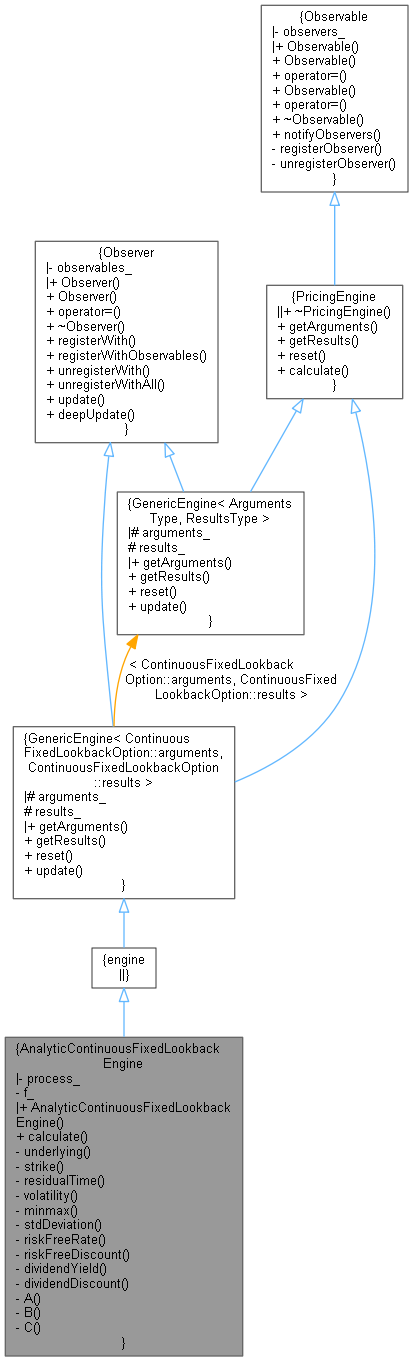 {Observable
|- observers_
|+ Observable()
+ Observable()
+ operator=()
+ Observable()
+ operator=()
+ ~Observable()
+ notifyObservers()
- registerObserver()
- unregisterObserver()
}
{Observer
|- observables_
|+ Observer()
+ Observer()
+ operator=()
+ ~Observer()
+ registerWith()
+ registerWithObservables()
+ unregisterWith()
+ unregisterWithAll()
+ update()
+ deepUpdate()
}
{PricingEngine
||+ ~PricingEngine()
+ getArguments()
+ getResults()
+ reset()
+ calculate()
}
{GenericEngine< Arguments
Type, ResultsType >
|# arguments_
# results_
|+ getArguments()
+ getResults()
+ reset()
+ update()
}
< ContinuousFixedLookback
Option::arguments, ContinuousFixed
LookbackOption::results >
{GenericEngine< Continuous
FixedLookbackOption::arguments,
ContinuousFixedLookbackOption
::results >
|# arguments_
# results_
|+ getArguments()
+ getResults()
+ reset()
+ update()
}
{engine
||}
{AnalyticContinuousFixedLookback
Engine
|- process_
- f_
|+ AnalyticContinuousFixedLookback
Engine()
+ calculate()
- underlying()
- strike()
- residualTime()
- volatility()
- minmax()
- stdDeviation()
- riskFreeRate()
- riskFreeDiscount()
- dividendYield()
- dividendDiscount()
- A()
- B()
- C()
}